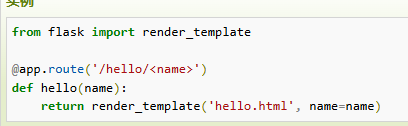 实例
from flask import render_template
@app.route('/hello/<name>')
def hello(name):
    return render_template('hello.html', name=name)